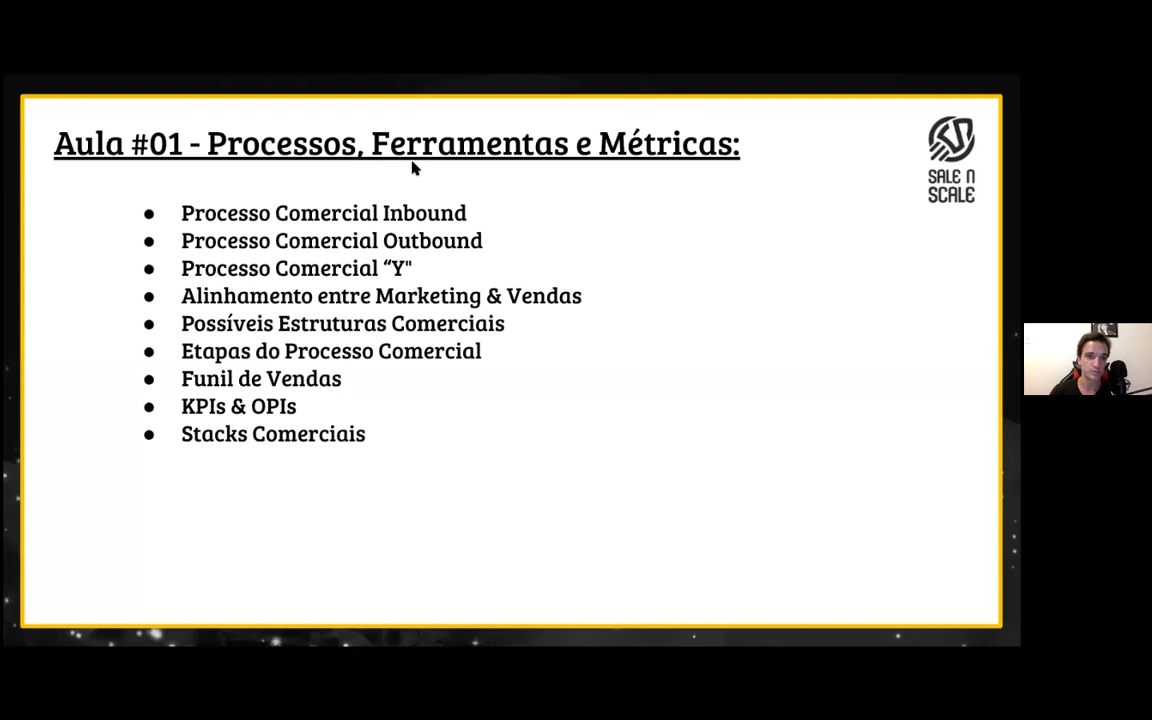 Aula #01 - Processos, Ferramentas e Métricas:
SALE N
SCALE
● Processo Comercial Inbound
● Processo Comercial Outbound
● Processo Comercial “Y"
● Alinhamento entre Marketing & Vendas
● Possíveis Estruturas Comerciais
● Etapas do Processo Comercial
● Funil de Vendas
● KPIs & OPIs
● Stacks Comerciais